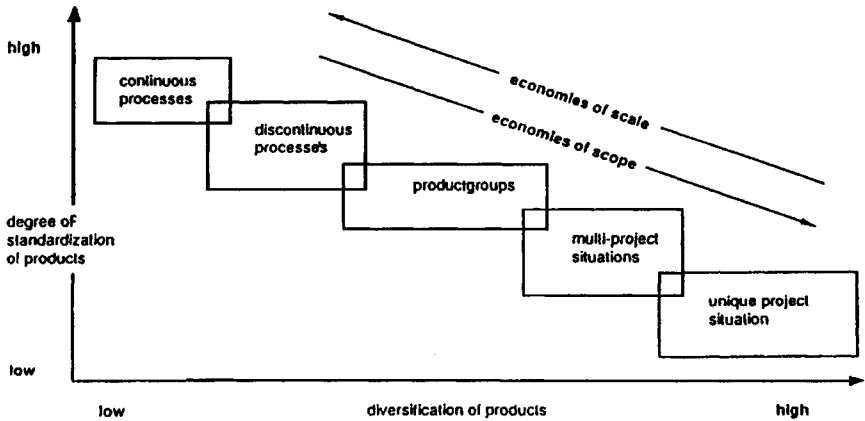 high
continuous
processes
discontinuous
processes
productgroups
multi-project
situations
unique project
situation
economies of scale
economies of scope
degree of
standardization
of products
low
low
diversification of products
high